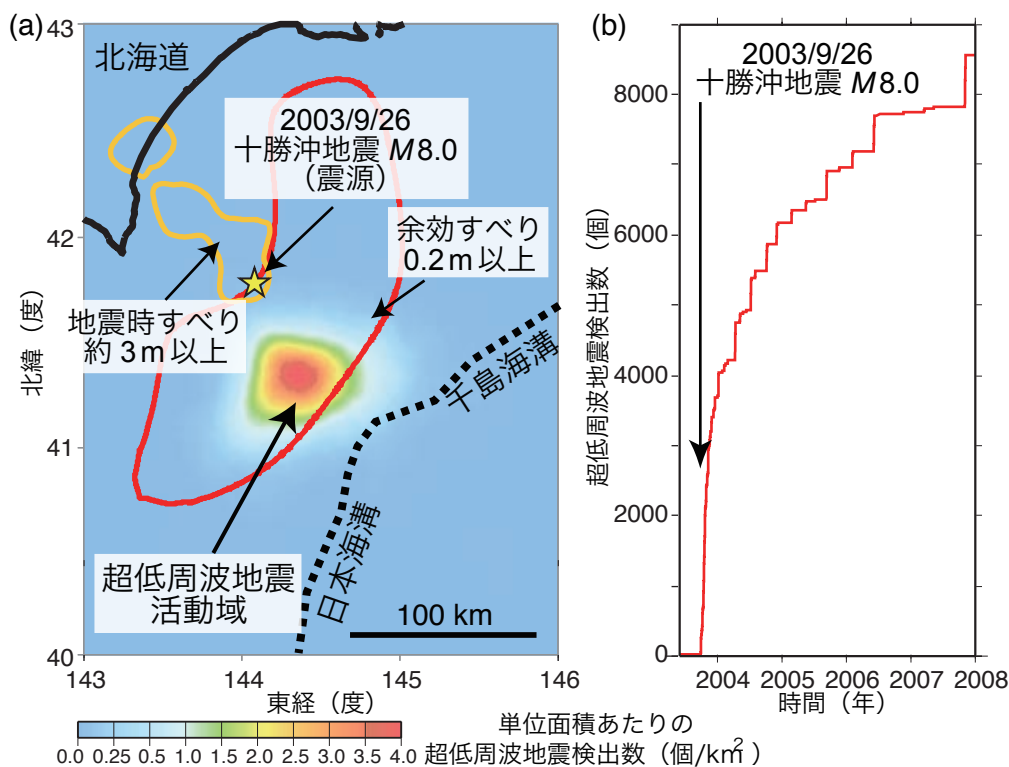 (a)
43
北海道
2003/9/26
十勝沖地震 M8.0
（震源）
余効すべり
0.2m以上
42
地震時すべり
約3m以上
北緯（度）
千島海溝
41
超低周波地震
活動域
日本海溝
100 km
40
143
144
145
146
東経（度）
0.0 0.25 0.5 1.0 1.5 2.0 2.5 3.0 3.5 4.0
単位面積あたりの
超低周波地震検出数（個/km²）
(b)
2003/9/26
十勝沖地震 M8.0
8000
6000
4000
2000
0
超低周波地震検出数（個）
2004 2005 2006 2007 2008
時間（年）